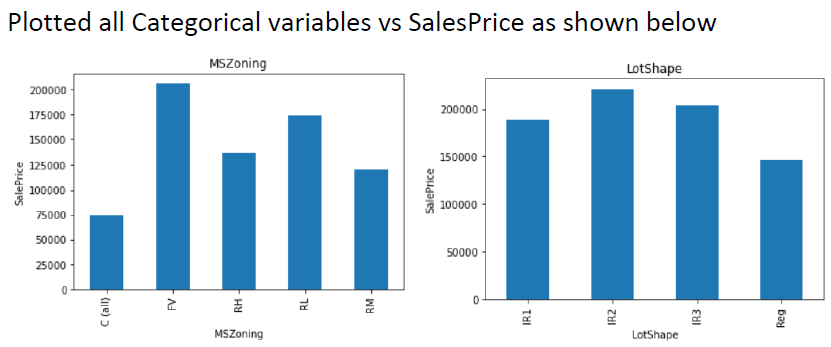 Plotted all Categorical variables vs SalesPrice as shown below
MSZoning
200000
175000
150000
125000
100000
75000
50000
25000
0
SalePrice
C (all)
FV
RH
RL
RM
MSZoning
LotShape
200000
150000
100000
50000
0
SalePrice
IR1
IR2
IR3
Reg
LotShape